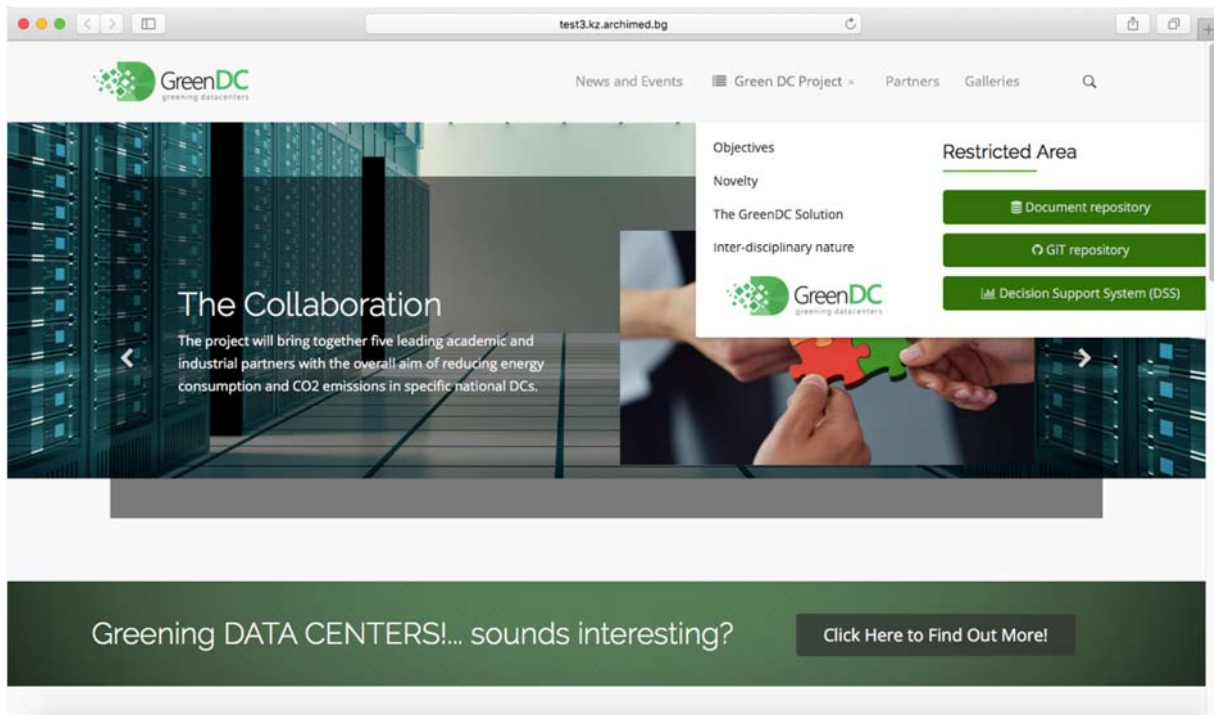 test3.kz.archimed.bg
GreenDC
greening datacenters
News and Events
Green DC Project ×
Partners
Galleries
Objectives
Novelty
The GreenDC Solution
Inter-disciplinary nature
GreenDC
greening datacenters
Restricted Area
Document repository
GiT repository
Decision Support System (DSS)
The Collaboration
The project will bring together five leading academic and
industrial partners with the overall aim of reducing energy
consumption and CO2 emissions in specific national DCs.
Greening DATA CENTERS!... sounds interesting?
Click Here to Find Out More!